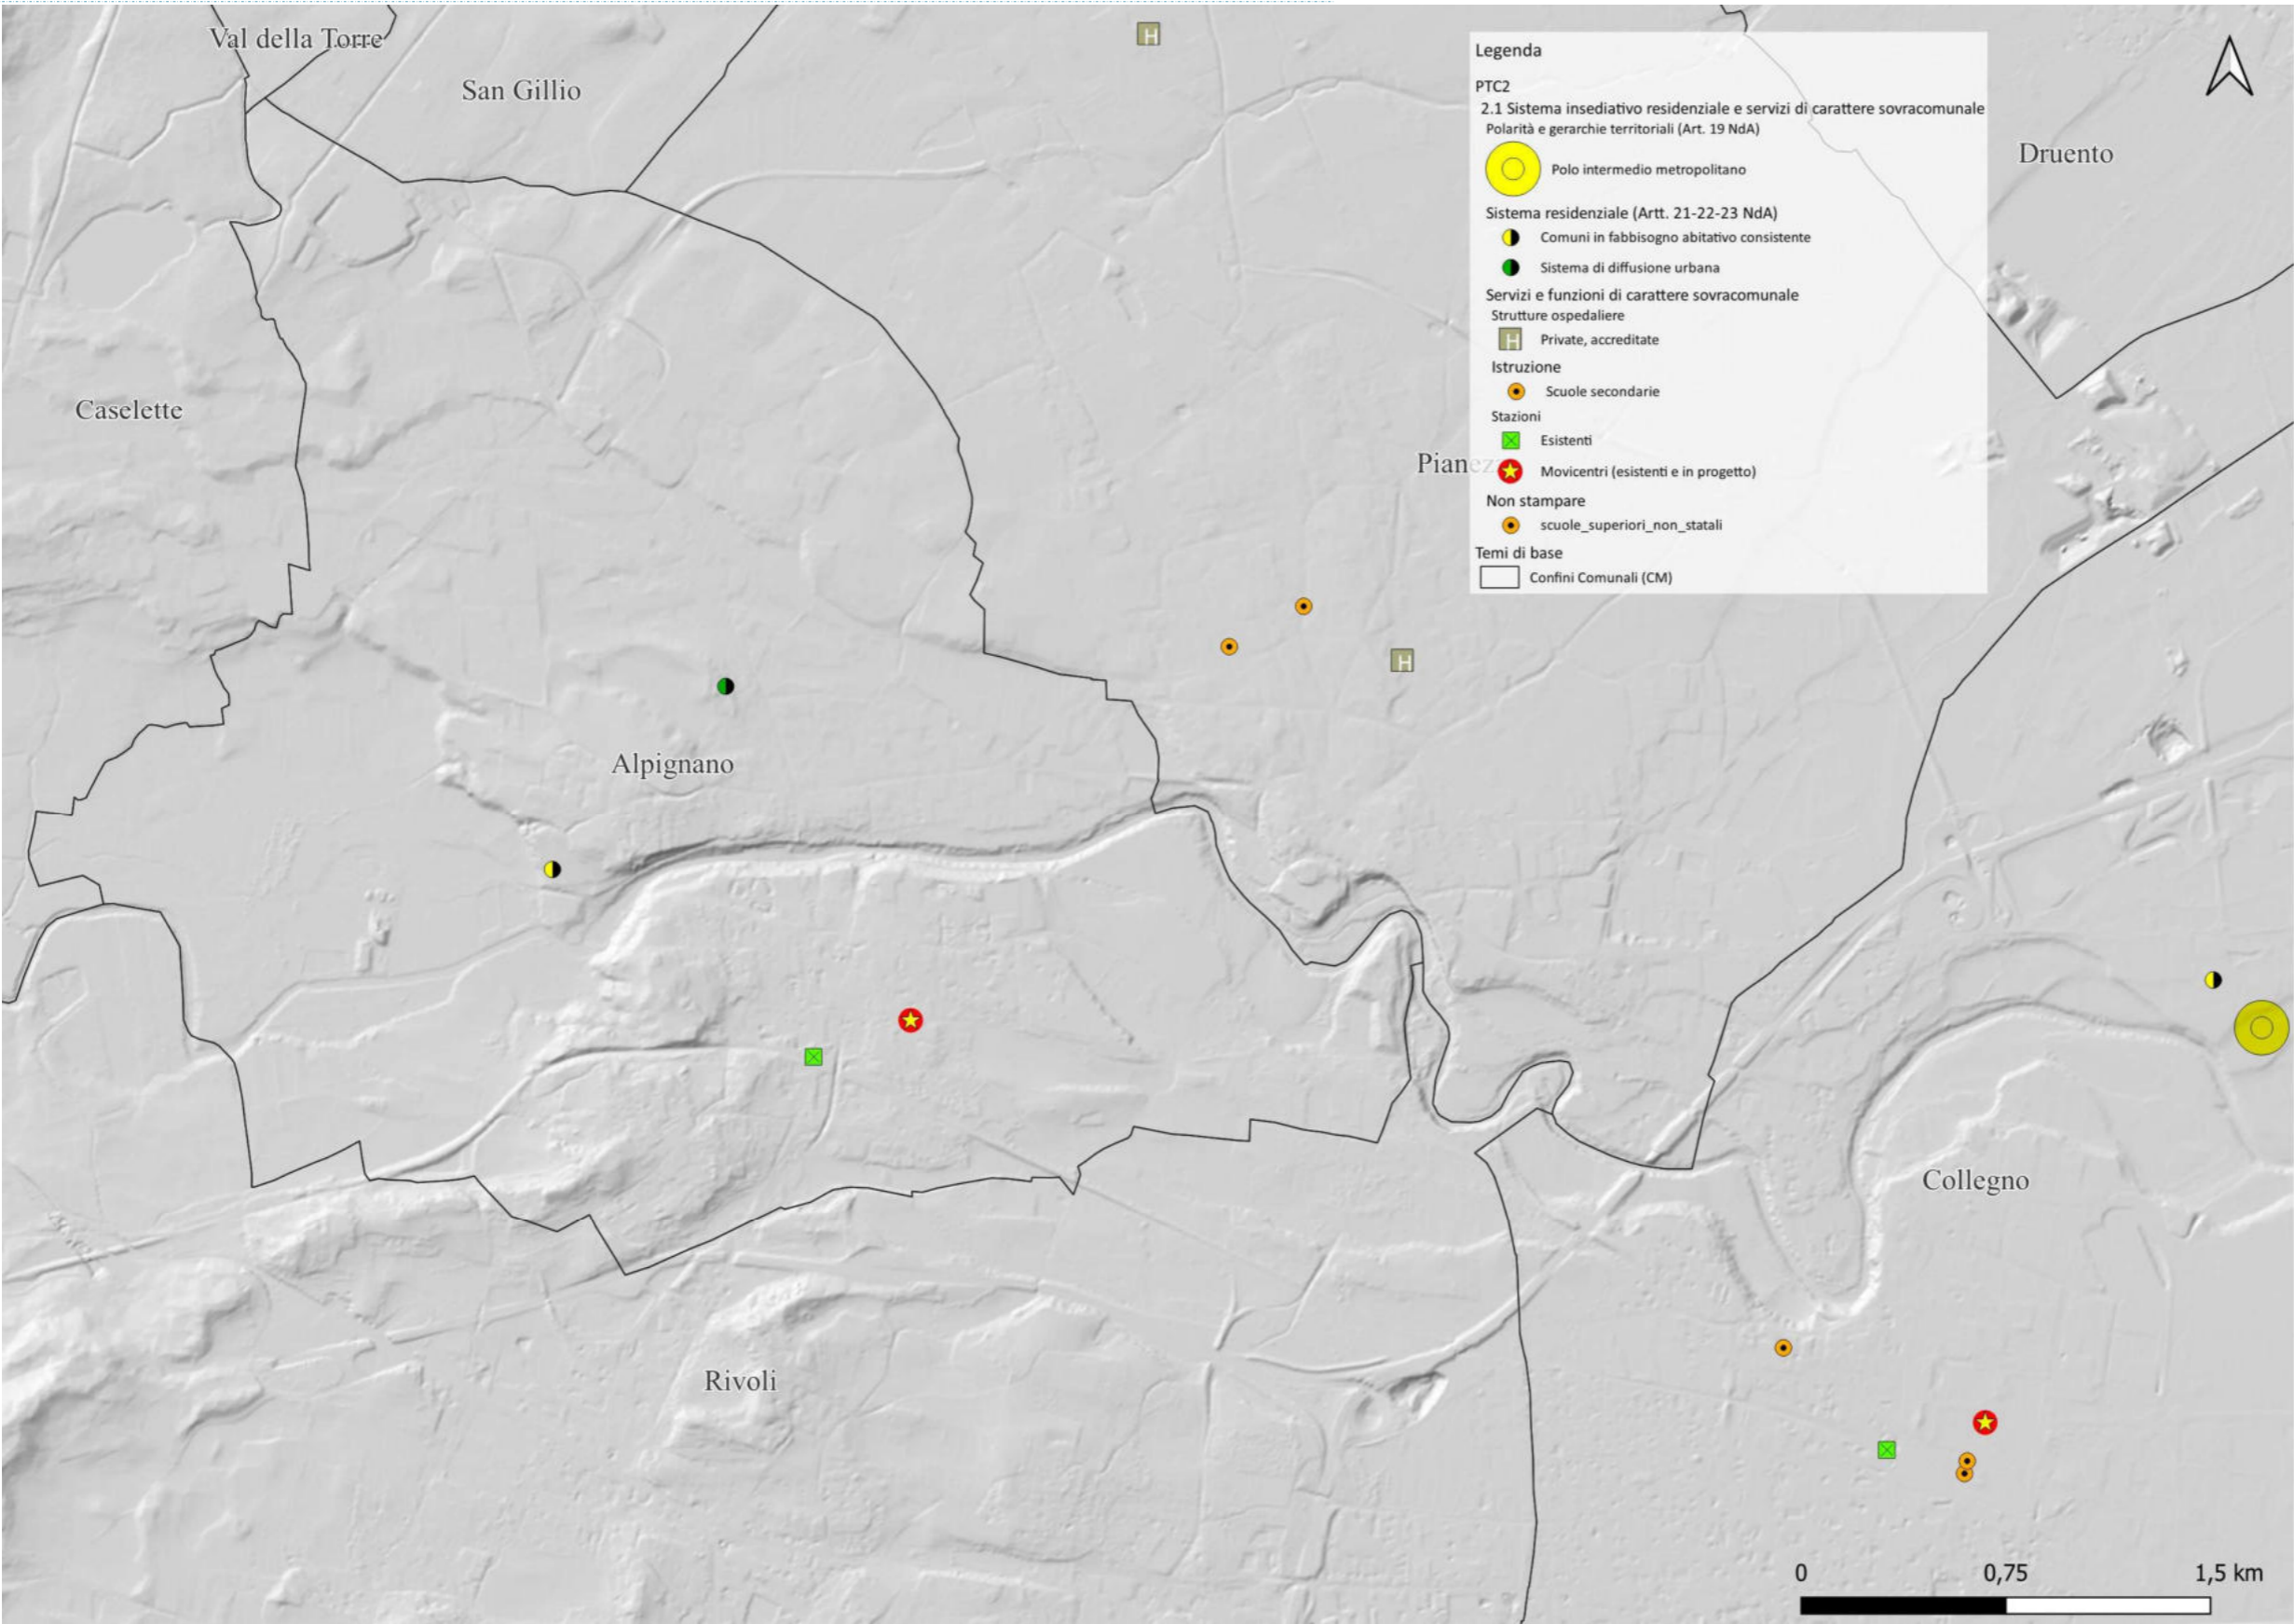 Val della Torre
San Gillio
H
Legenda
PTC2
2.1 Sistema insediativo residenziale e servizi di carattere sovracomunale
Polarità e gerarchie territoriali (Art. 19 NdA)
Polo intermedio metropolitano
Sistema residenziale (Artt. 21-22-23 NdA)
Comuni in fabbisogno abitativo consistente
Sistema di diffusione urbana
Servizi e funzioni di carattere sovracomunale
Strutture ospedaliere
H Private, accreditate
Istruzione
Scuole secondarie
Stazioni
Esistenti
Movicentri (esistenti e in progetto)
Non stampare
scuole_superiori_non_statali
Temi di base
Confini Comunali (CM)
Druento
Caselette
Pianez
H
Alpignano
Collegno
Rivoli
0 0,75 1,5 km